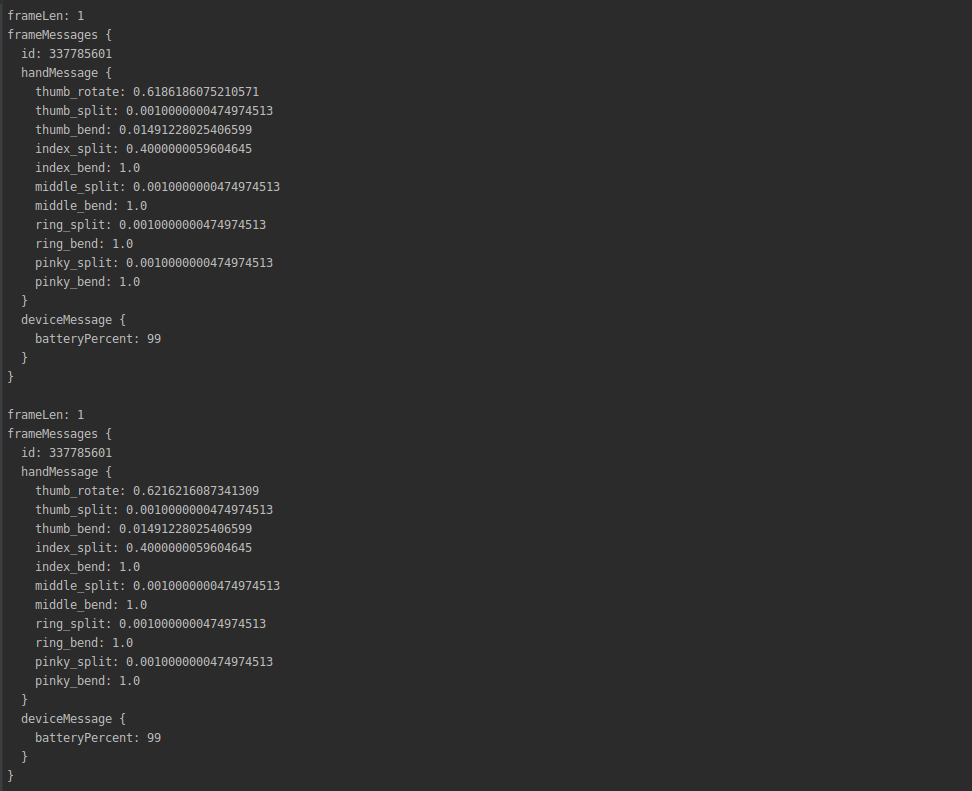 frameLen: 1
frameMessages {
  id: 337785601
  handMessage {
    thumb_rotate: 0.6186186075210571
    thumb_split: 0.0010000000474974513
    thumb_bend: 0.01491228025406599
    index_split: 0.4000000059604645
    index_bend: 1.0
    middle_split: 0.0010000000474974513
    middle_bend: 1.0
    ring_split: 0.0010000000474974513
    ring_bend: 1.0
    pinky_split: 0.0010000000474974513
    pinky_bend: 1.0
  }
  deviceMessage {
    batteryPercent: 99
  }
}

frameLen: 1
frameMessages {
  id: 337785601
  handMessage {
    thumb_rotate: 0.6216216087341309
    thumb_split: 0.0010000000474974513
    thumb_bend: 0.01491228025406599
    index_split: 0.4000000059604645
    index_bend: 1.0
    middle_split: 0.0010000000474974513
    middle_bend: 1.0
    ring_split: 0.0010000000474974513
    ring_bend: 1.0
    pinky_split: 0.0010000000474974513
    pinky_bend: 1.0
  }
  deviceMessage {
    batteryPercent: 99
  }
}